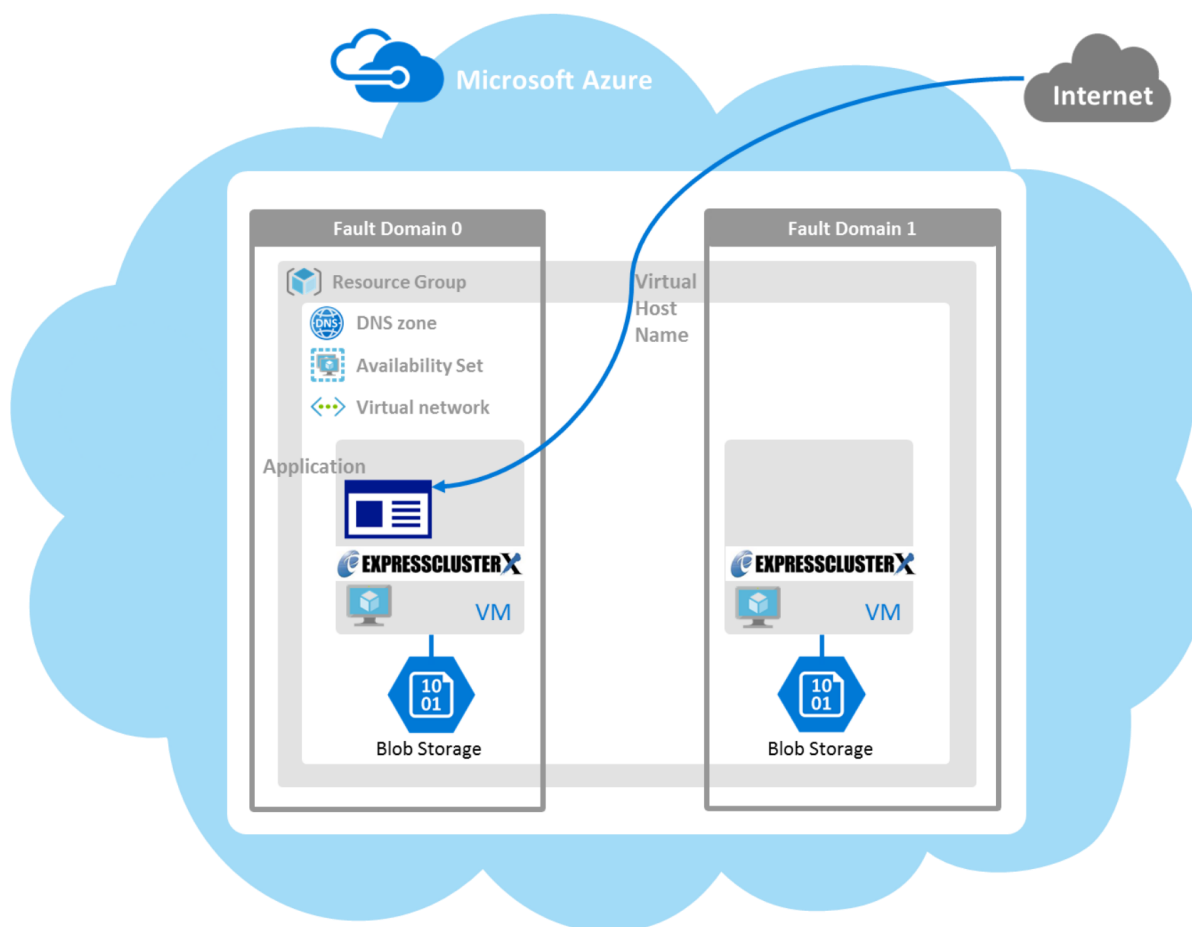 Microsoft Azure
Internet
Fault Domain 0
Fault Domain 1
Resource Group
Virtual
Host
Name
DNS
DNS zone
Availability Set
Virtual network
Application
EXPRESSCLUSTER X
EXPRESSCLUSTER X
VM
VM
10
01
10
01
Blob Storage
Blob Storage